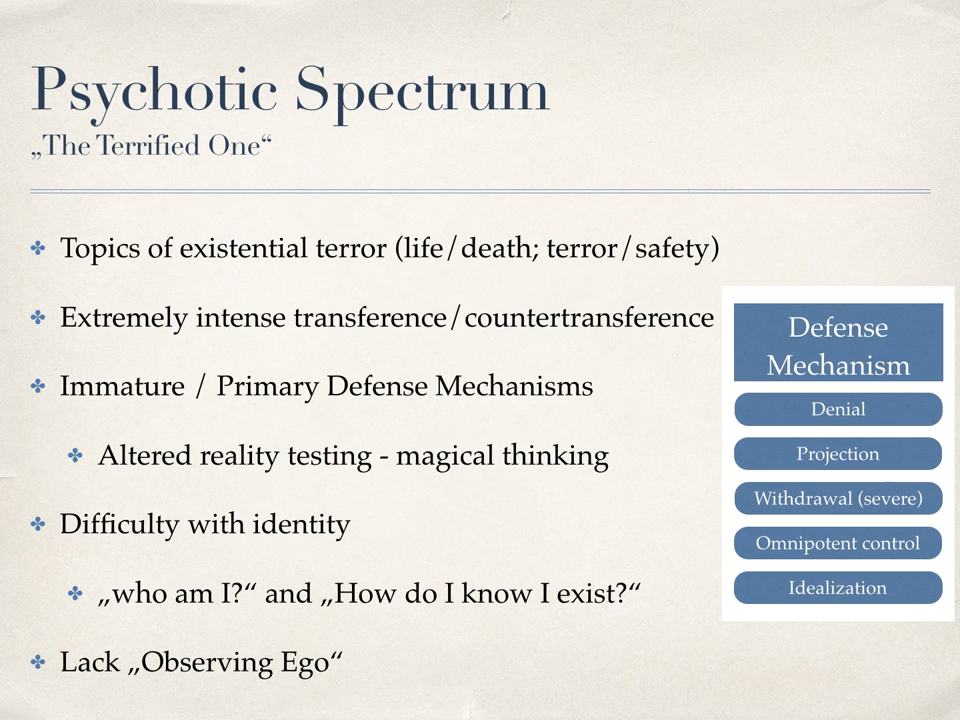 Psychotic Spectrum
„The Terrified One“
Topics of existential terror (life/death; terror/safety)
Extremely intense transference/countertransference
Immature / Primary Defense Mechanisms
Altered reality testing - magical thinking
Difficulty with identity
„who am I?“ and „How do I know I exist?“
Lack „Observing Ego“
Defense
Mechanism
Denial
Projection
Withdrawal (severe)
Omnipotent control
Idealization